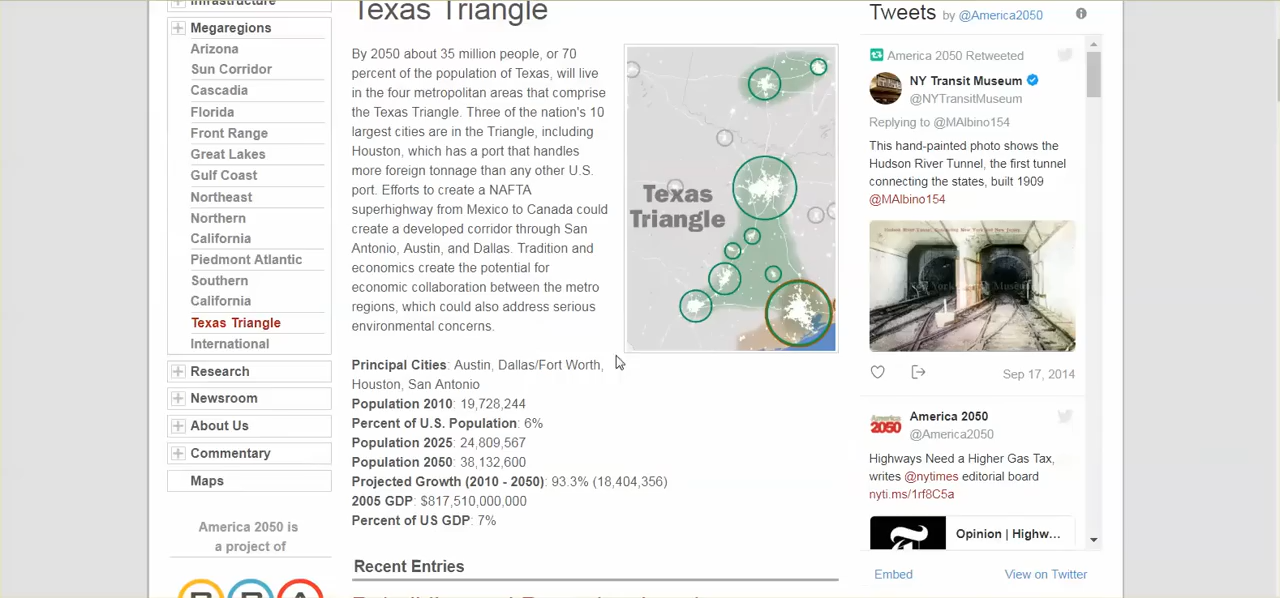 Infrastructure
Megaregions
Arizona
Sun Corridor
Cascadia
Florida
Front Range
Great Lakes
Gulf Coast
Northeast
Northern
California
Piedmont Atlantic
Southern
California
Texas Triangle
International
Research
Newsroom
About Us
Commentary
Maps
America 2050 is
a project of
Texas Triangle
By 2050 about 35 million people, or 70
percent of the population of Texas, will live
in the four metropolitan areas that comprise
the Texas Triangle. Three of the nation's 10
largest cities are in the Triangle, including
Houston, which has a port that handles
more foreign tonnage than any other U.S.
port. Efforts to create a NAFTA
superhighway from Mexico to Canada could
create a developed corridor through San
Antonio, Austin, and Dallas. Tradition and
economics create the potential for
economic collaboration between the metro
regions, which could also address serious
environmental concerns.
Texas
Triangle
Principal Cities: Austin, Dallas/Fort Worth,
Houston, San Antonio
Population 2010: 19,728,244
Percent of U.S. Population: 6%
Population 2025: 24,809,567
Population 2050: 38,132,600
Projected Growth (2010 - 2050): 93.3% (18,404,356)
2005 GDP: $817,510,000,000
Percent of US GDP: 7%
Recent Entries
Tweets by @America2050
America 2050 Retweeted
NY Transit Museum
@NYTransitMuseum
Replying to @MAlbino154
This hand-painted photo shows the
Hudson River Tunnel, the first tunnel
connecting the states, built 1909
@MAlbino154
Sep 17, 2014
America
2050
America 2050
@America2050
Highways Need a Higher Gas Tax,
writes @nytimes editorial board
nyti.ms/1rf8C5a
Opinion | Highw...
Embed
View on Twitter